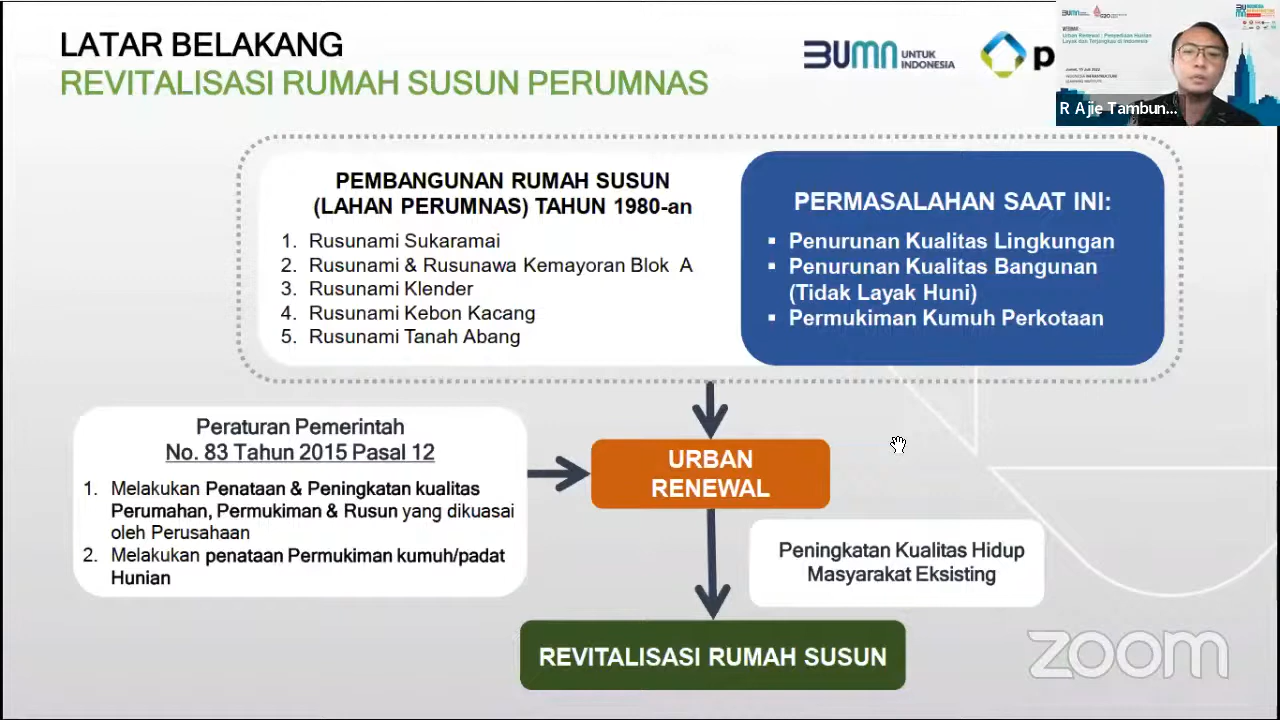 LATAR BELAKANG
REVITALISASI RUMAH SUSUN PERUMNAS
BUMN UNTUK
INDONESIA
p
R Ajie Tambun...
PEMBANGUNAN RUMAH SUSUN
(LAHAN PERUMNAS) TAHUN 1980-an
1. Rusunami Sukaramai
2. Rusunami & Rusunawa Kemayoran Blok A
3. Rusunami Klender
4. Rusunami Kebon Kacang
5. Rusunami Tanah Abang
PERMASALAHAN SAAT INI:
▪ Penurunan Kualitas Lingkungan
▪ Penurunan Kualitas Bangunan
(Tidak Layak Huni)
▪ Permukiman Kumuh Perkotaan
Peraturan Pemerintah
No. 83 Tahun 2015 Pasal 12
1. Melakukan Penataan & Peningkatan kualitas
Perumahan, Permukiman & Rusun yang dikuasai
oleh Perusahaan
2. Melakukan penataan Permukiman kumuh/padat
Hunian
URBAN
RENEWAL
Peningkatan Kualitas Hidup
Masyarakat Eksisting
REVITALISASI RUMAH SUSUN
zoom